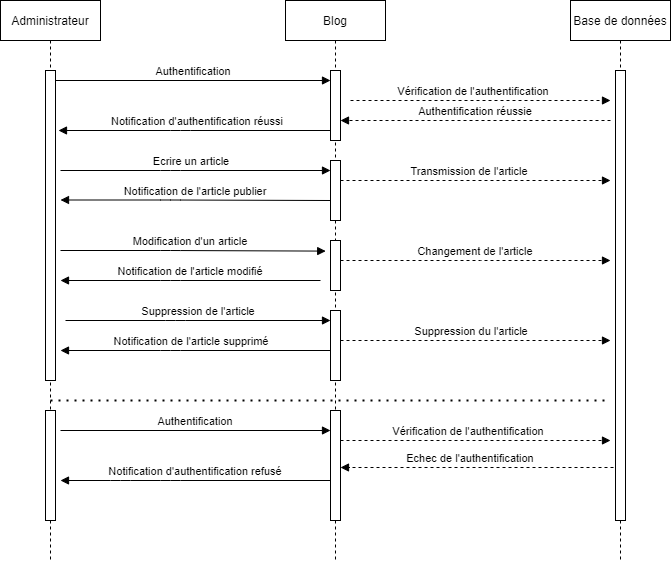 Administrateur
Blog
Base de données
Authentification
Vérification de l'authentification
Authentification réussie
Notification d'authentification réussi
Ecrire un article
Transmission de l'article
Notification de l'article publier
Modification d'un article
Changement de l'article
Notification de l'article modifié
Suppression de l'article
Suppression du l'article
Notification de l'article supprimé
Authentification
Vérification de l'authentification
Echec de l'authentification
Notification d'authentification refusé